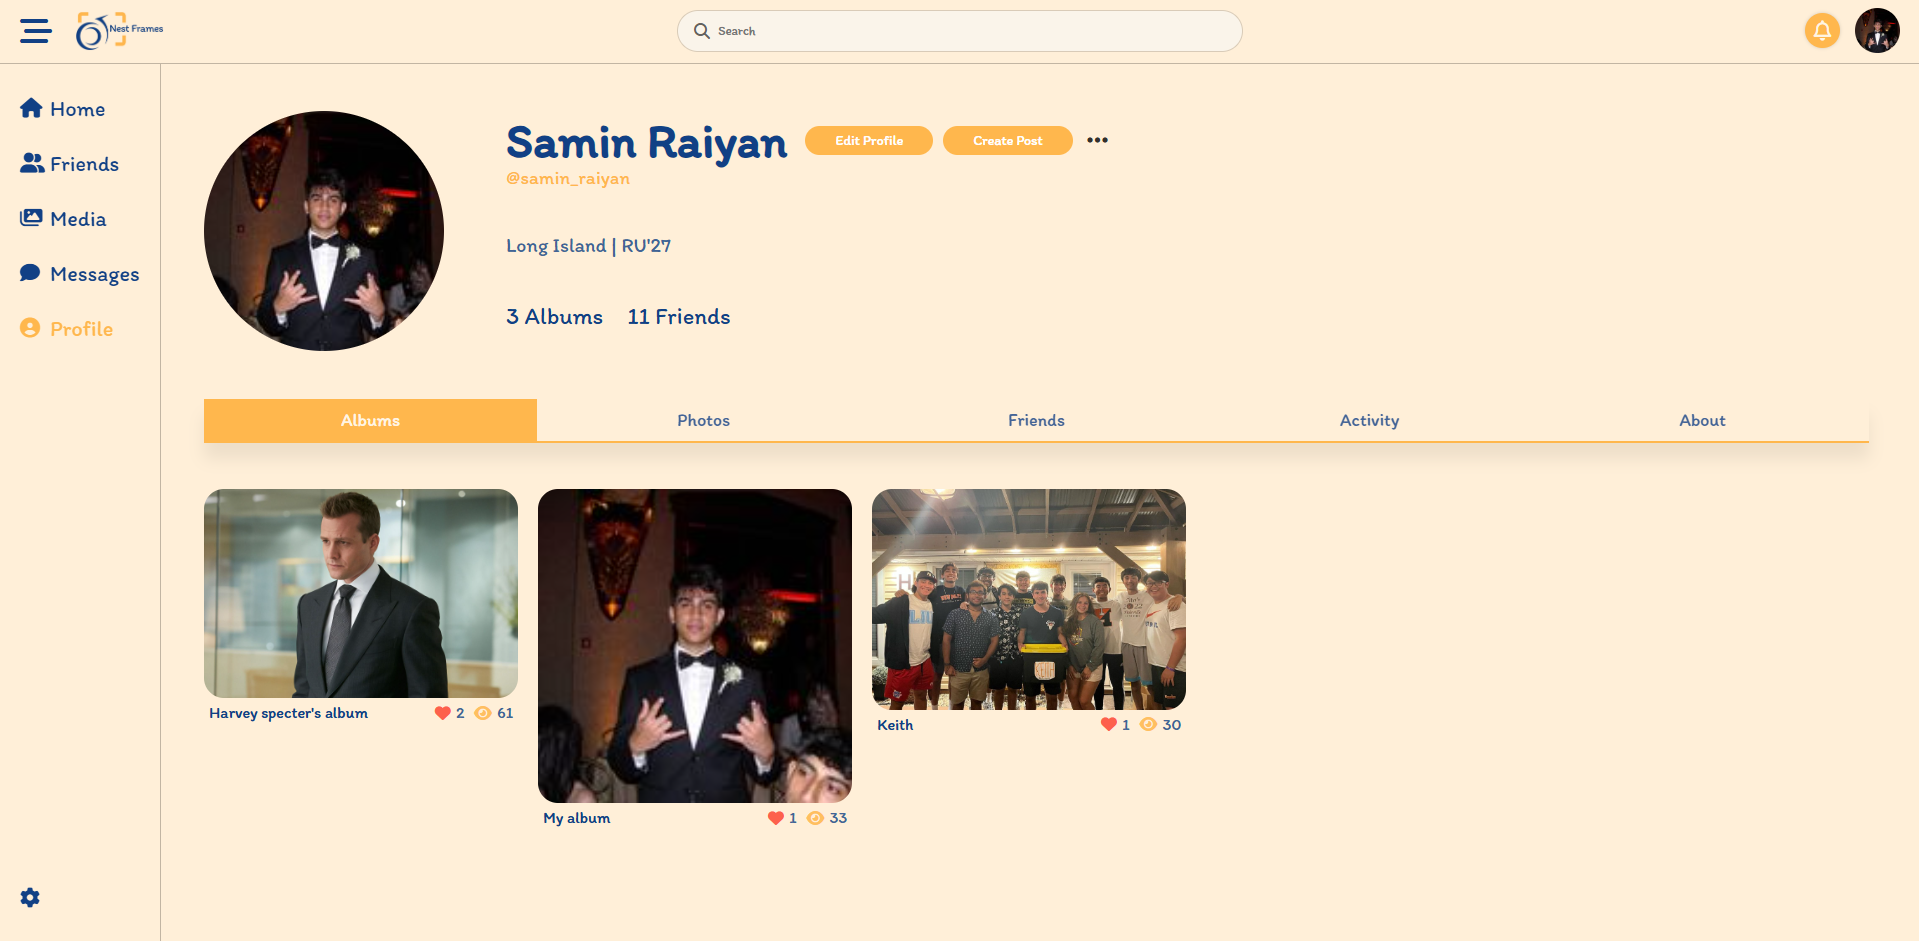 Nest Frames
Search
Home
Friends
Media
Messages
Profile
Samin Raiyan
Edit Profile
Create Post
@samin_raiyan
Long Island | RU'27
3 Albums 11 Friends
Albums
Photos
Friends
Activity
About
Harvey specter's album
2 61
My album
1 33
Keith
1 30